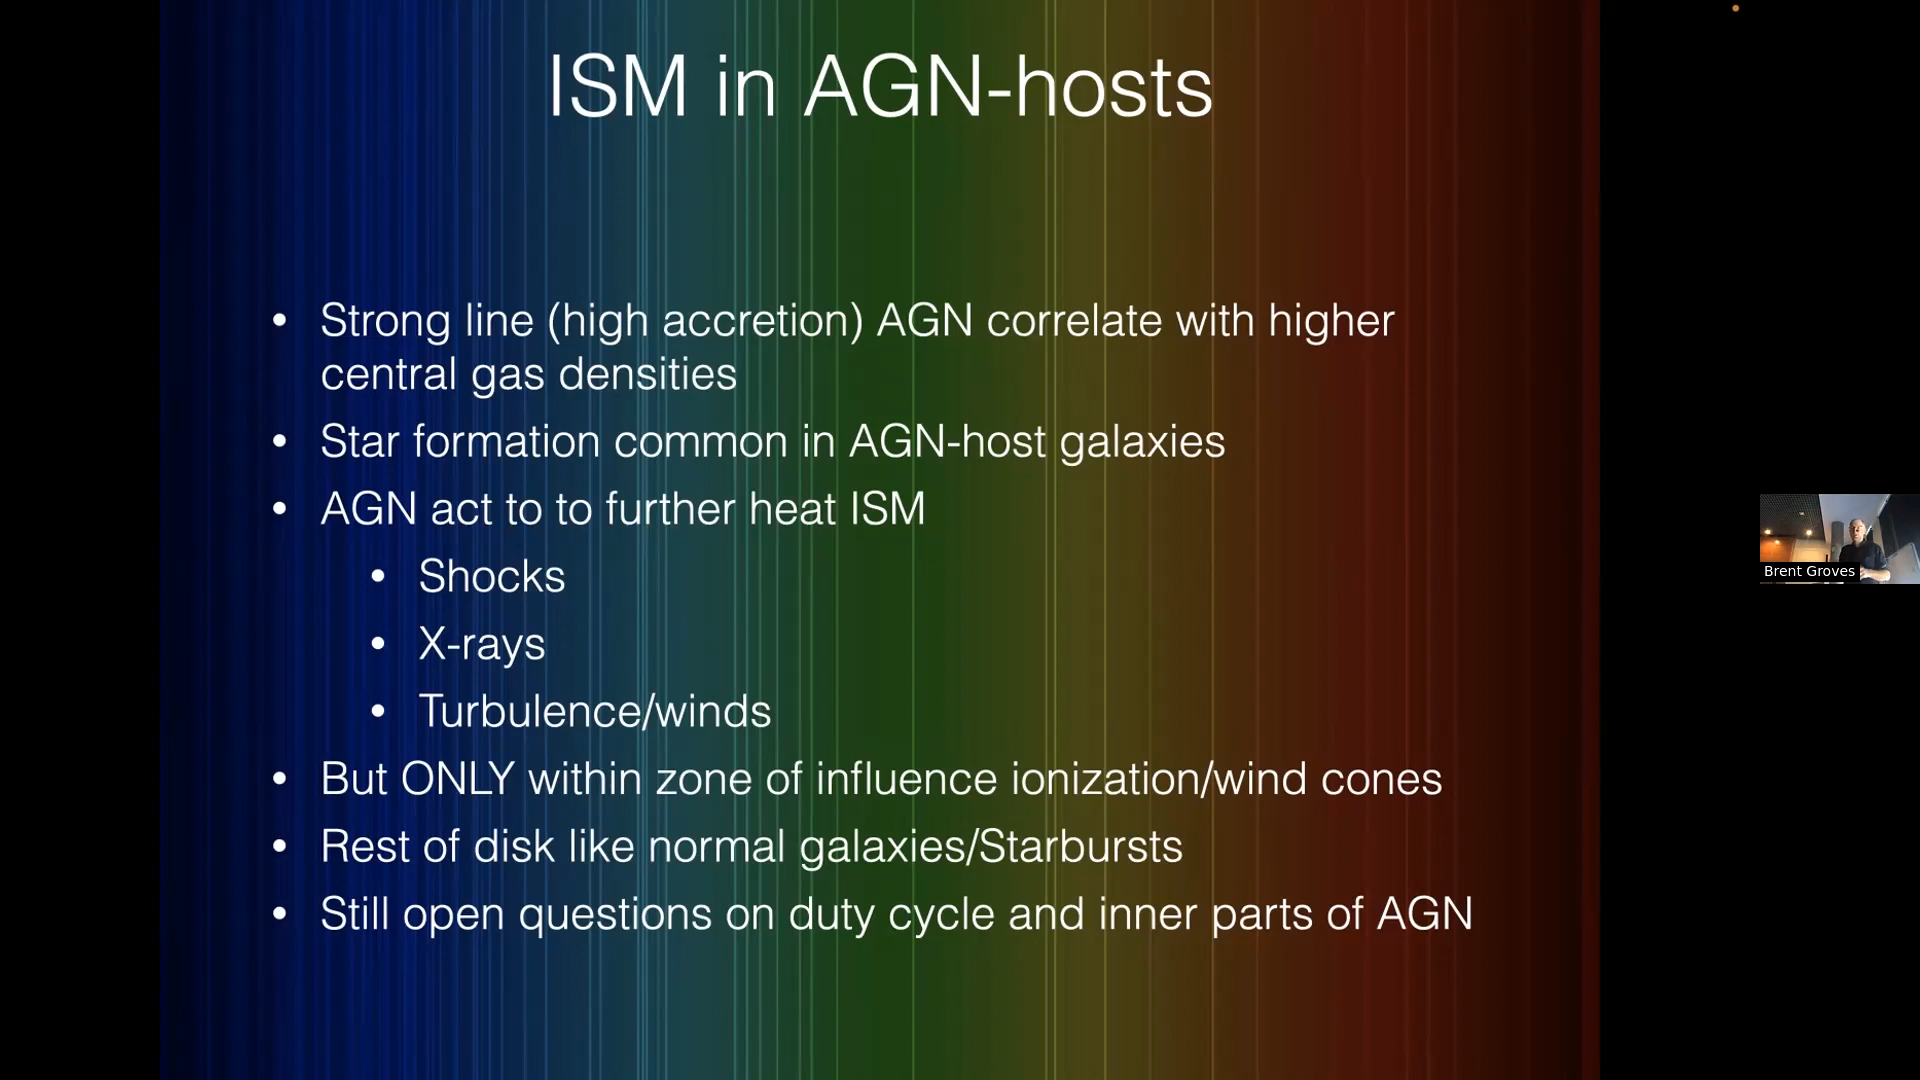 ISM in AGN-hosts
• Strong line (high accretion) AGN correlate with higher
central gas densities
• Star formation common in AGN-host galaxies
• AGN act to to further heat ISM
• Shocks
• X-rays
• Turbulence/winds
• But ONLY within zone of influence ionization/wind cones
• Rest of disk like normal galaxies/Starbursts
• Still open questions on duty cycle and inner parts of AGN
Brent Groves